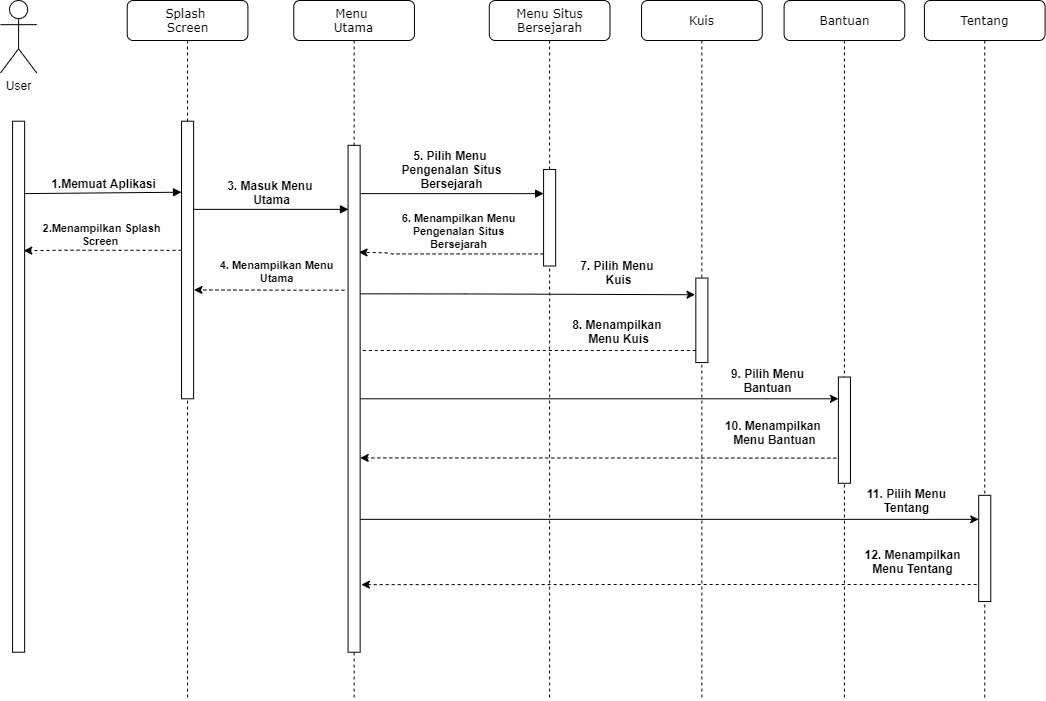 Splash
Screen
Menu
Utama
Menu Situs
Bersejarah
Kuis
Bantuan
Tentang
User
1.Memuat Aplikasi
2.Menampilkan Splash
Screen
3. Masuk Menu
Utama
4. Menampilkan Menu
Utama
5. Pilih Menu
Pengenalan Situs
Bersejarah
6. Menampilkan Menu
Pengenalan Situs
Bersejarah
7. Pilih Menu
Kuis
8. Menampilkan
Menu Kuis
9. Pilih Menu
Bantuan
10. Menampilkan
Menu Bantuan
11. Pilih Menu
Tentang
12. Menampilkan
Menu Tentang